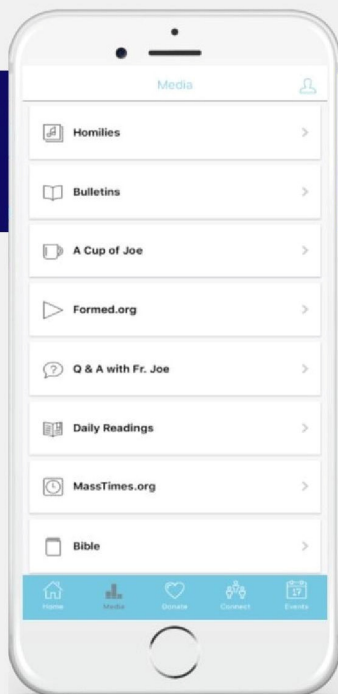 Media
Homilies
Bulletins
A Cup of Joe
Formed.org
Q & A with Fr. Joe
Daily Readings
MassTimes.org
Bible
17
Home
Media
Donate
Connect
Events